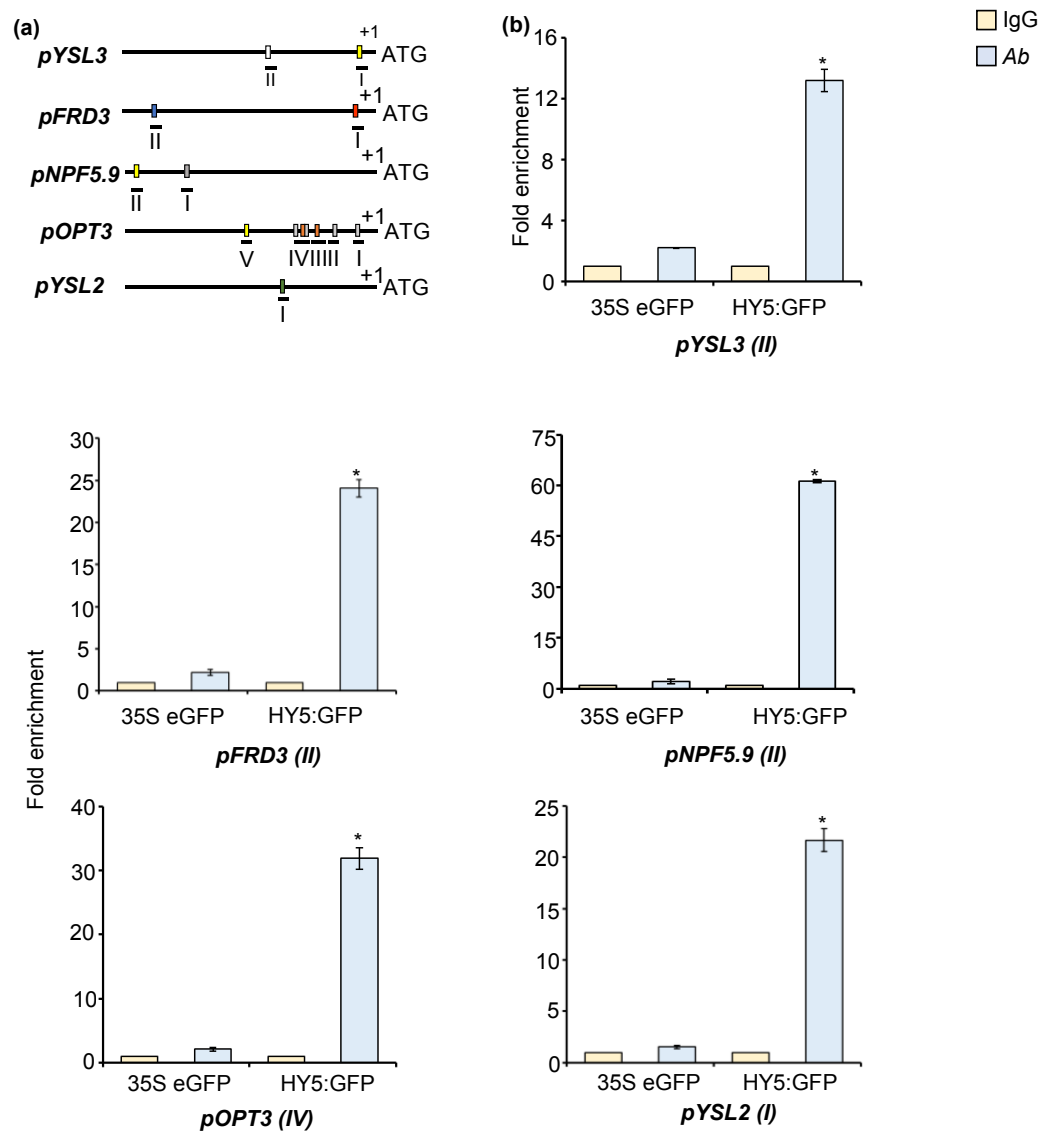 (a)
+1
pYSL3 ATG
II I
+1
pFRD3 ATG
II I
+1
pNPF5.9 ATG
II I
+1
pOPT3 ATG
V IV III II I
+1
pYSL2 ATG
I
(b)
IgG
Ab
Fold enrichment
16
12
8
4
0
*
35S eGFP HY5:GFP
pYSL3 (II)
Fold enrichment
30
25
20
15
10
5
0
*
35S eGFP HY5:GFP
pFRD3 (II)
75
60
45
30
15
0
*
35S eGFP HY5:GFP
pNPF5.9 (II)
40
30
20
10
0
*
35S eGFP HY5:GFP
pOPT3 (IV)
25
20
15
10
5
0
*
35S eGFP HY5:GFP
pYSL2 (I)